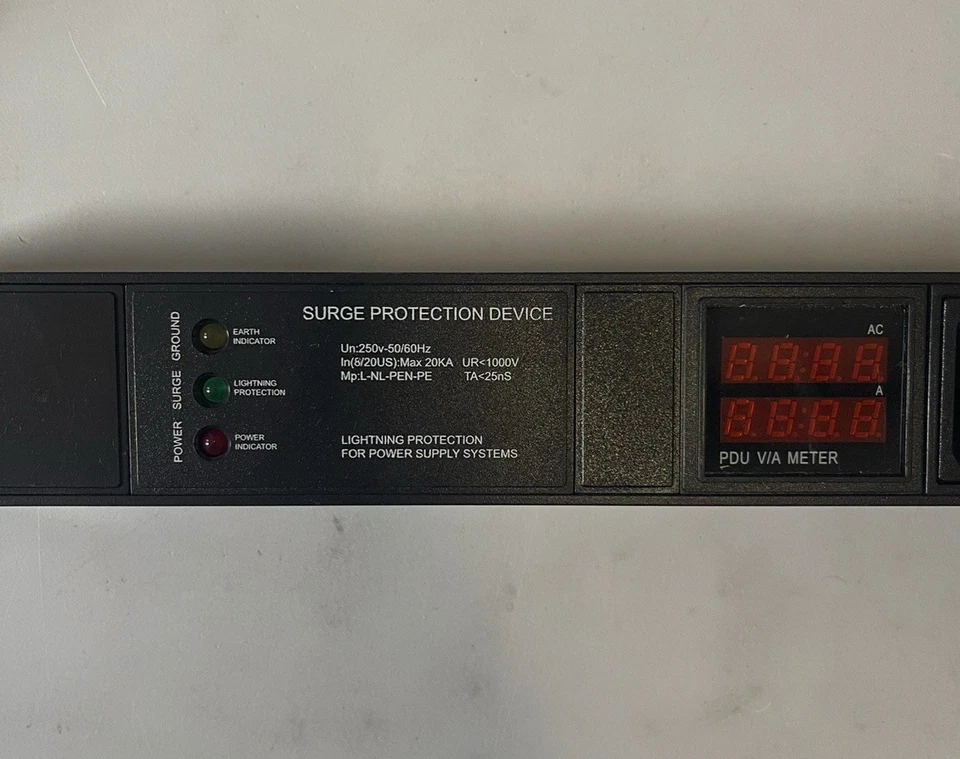 GROUND
SURGE
POWER
EARTH
INDICATOR
LIGHTNING
PROTECTION
POWER
INDICATOR
SURGE PROTECTION DEVICE
Un:250v-50/60Hz
In(8/20US):Max 20KA UR<1000V
Mp:L-NL-PEN-PE TA<25nS
LIGHTNING PROTECTION
FOR POWER SUPPLY SYSTEMS
AC
A
PDU V/A METER